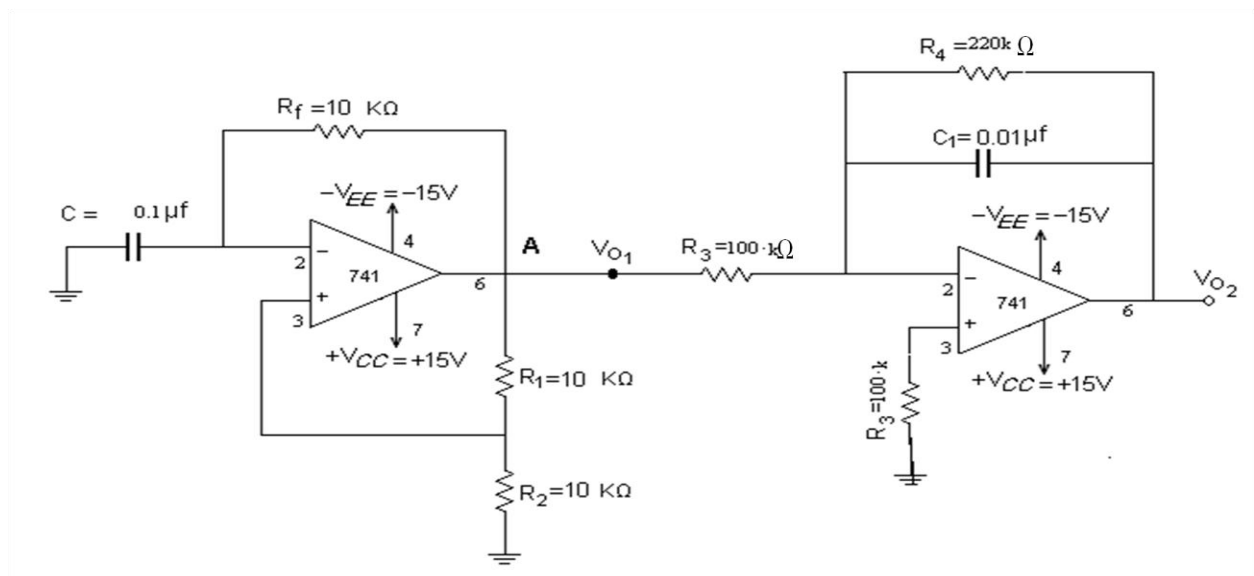 R4 =220k Ω
Rf =10 KΩ
C1=0.01µf
C = 0.1µf
−VEE=−15V
4
2
−
741
+
3
6
7
+VCC=+15V
A
VO1
R3=100·kΩ
−VEE=−15V
4
2
−
741
+
3
6
7
+VCC=+15V
VO2
R1=10 KΩ
R3=100·k
R2=10 KΩ